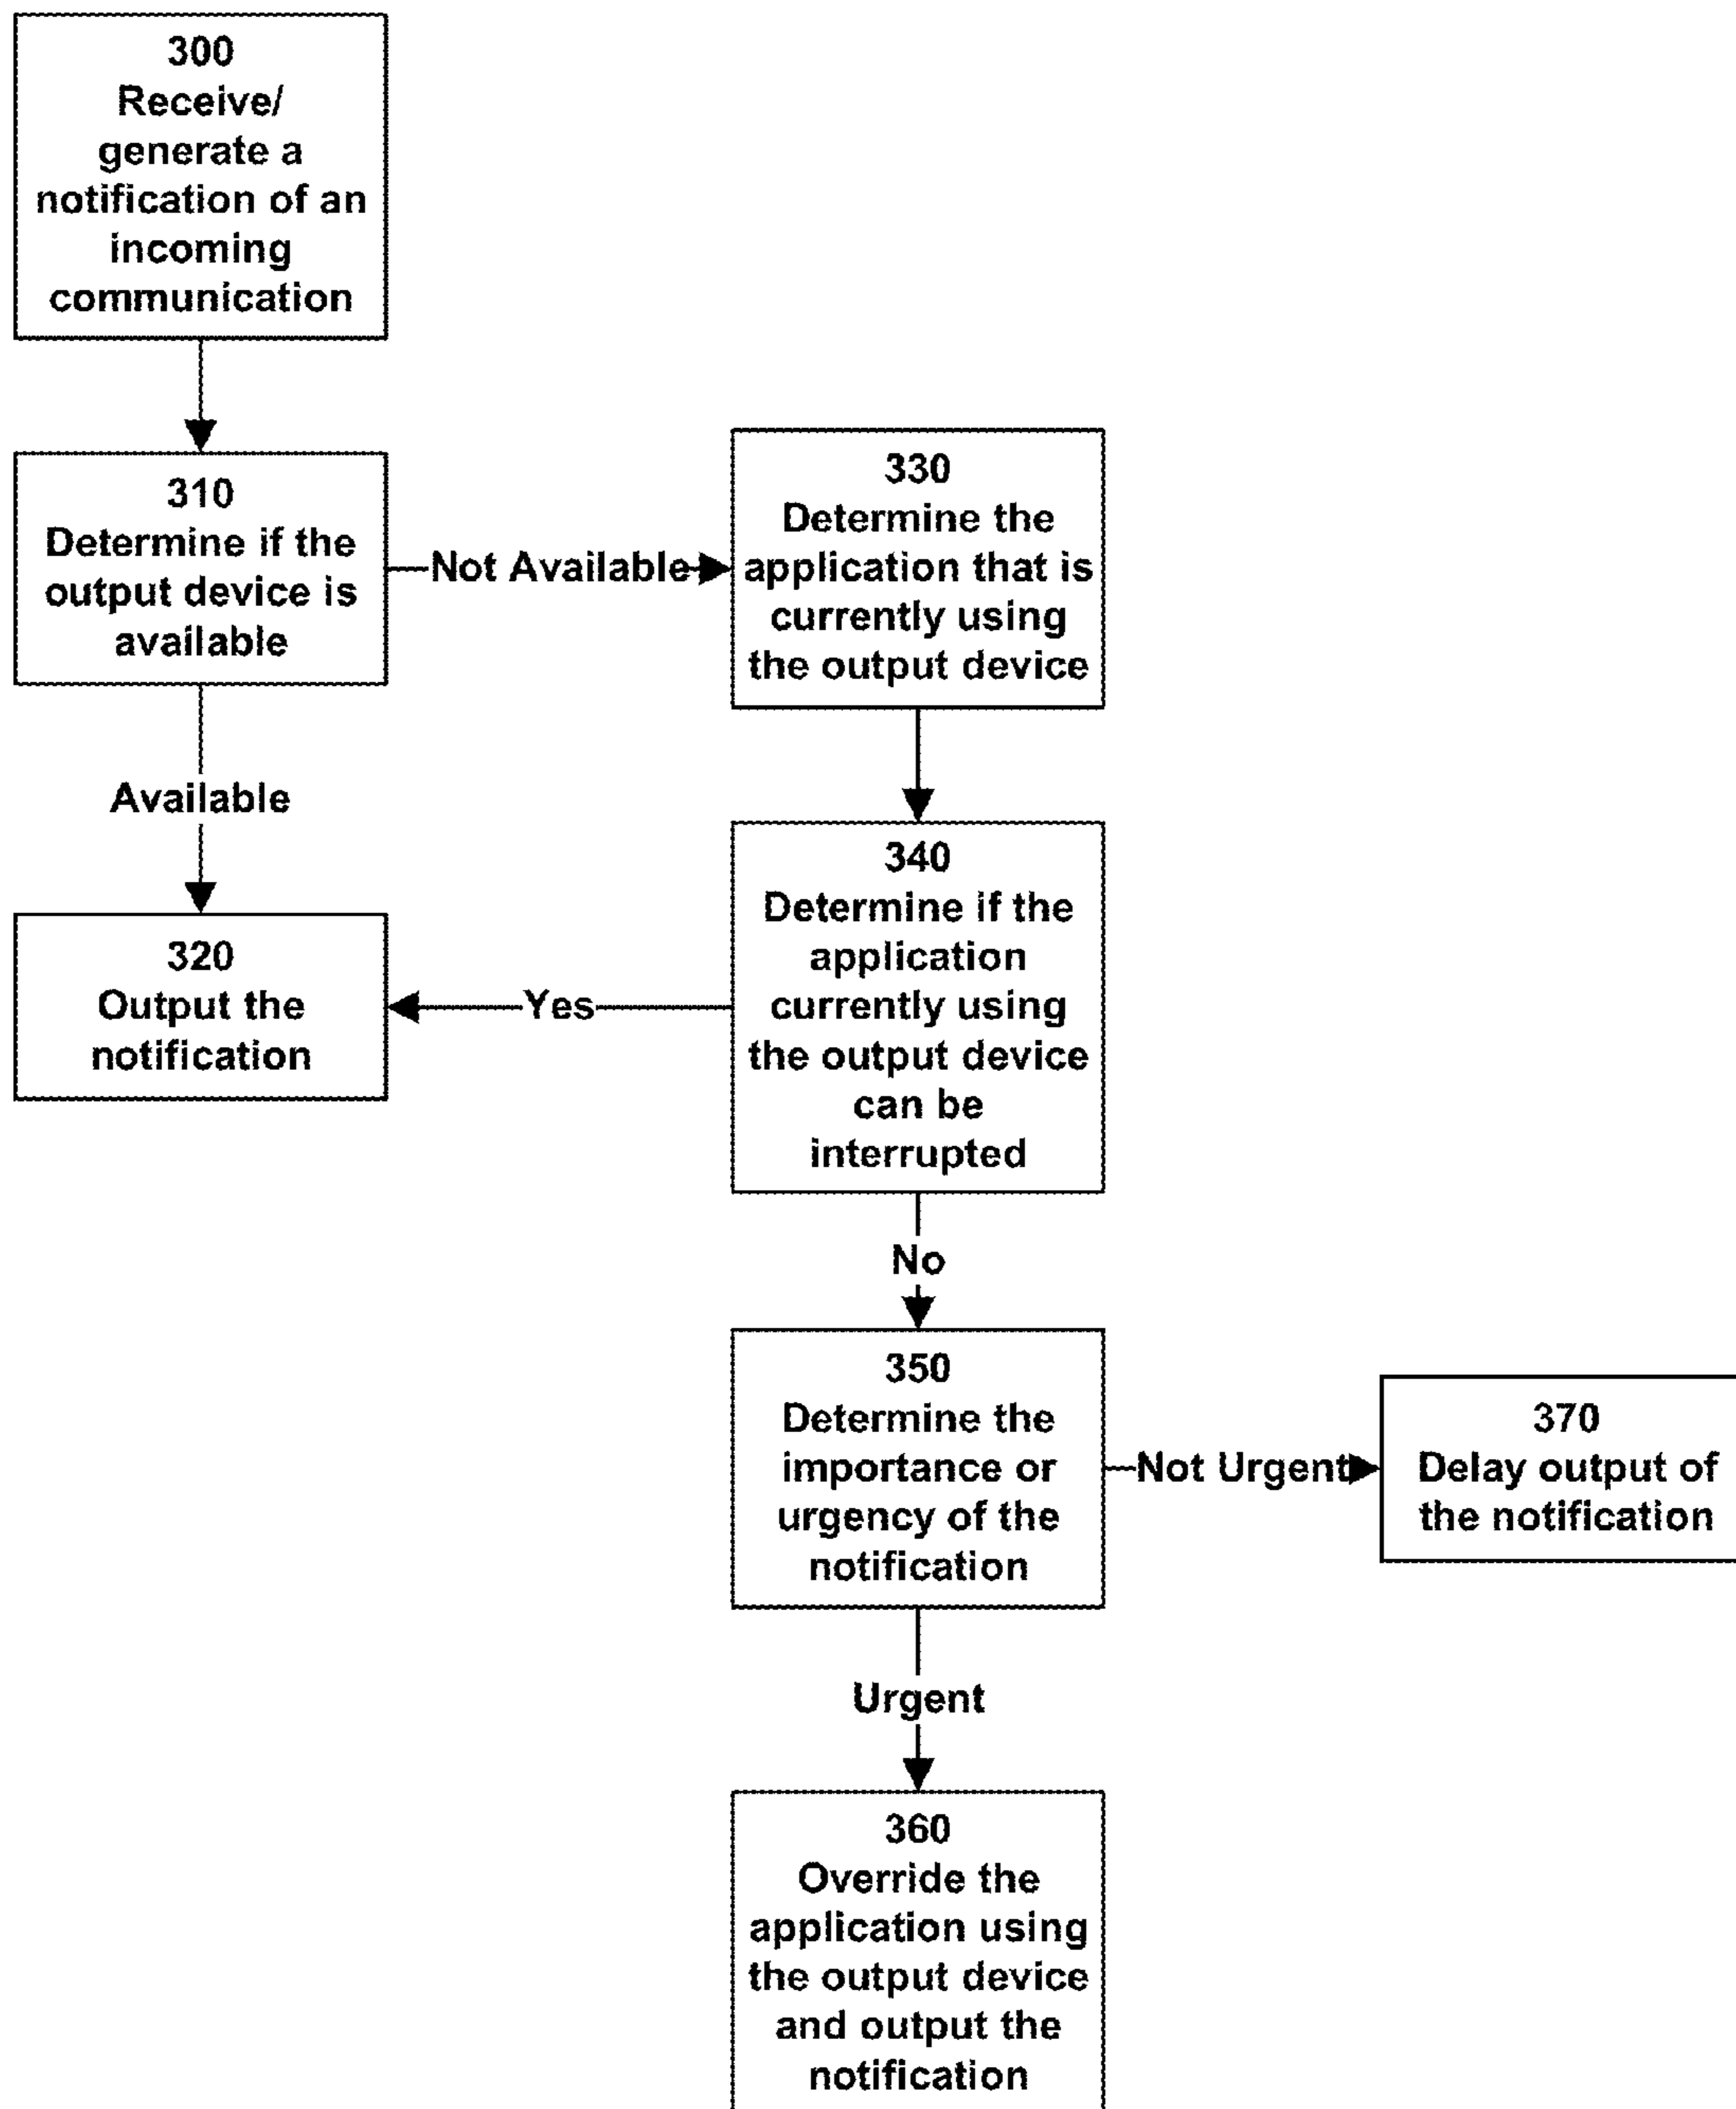 300
Receive/
generate a
notification of an
incoming
communication
310
Determine if the
output device is
available
Not Available
330
Determine the
application that is
currently using
the output device
Available
320
Output the
notification
Yes
340
Determine if the
application
currently using
the output device
can be
interrupted
No
350
Determine the
importance or
urgency of the
notification
Not Urgent
370
Delay output of
the notification
Urgent
360
Override the
application using
the output device
and output the
notification